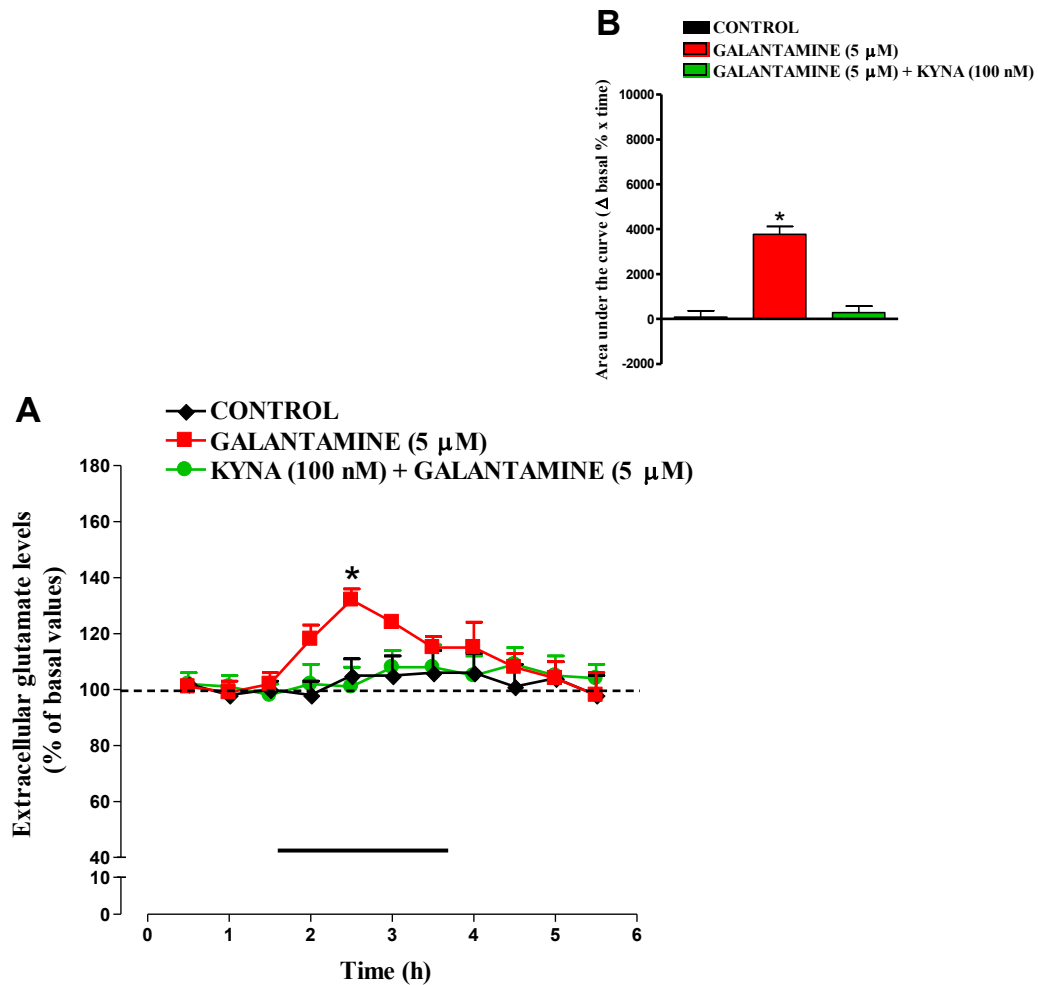 B
CONTROL
GALANTAMINE (5 μM)
GALANTAMINE (5 μM) + KYNA (100 nM)
Area under the curve (Δ basal % x time)
10000
8000
6000
4000
2000
0
-2000
*
A
CONTROL
GALANTAMINE (5 μM)
KYNA (100 nM) + GALANTAMINE (5 μM)
Extracellular glutamate levels
(% of basal values)
180
160
140
120
100
80
60
40
10
0
*
0 1 2 3 4 5 6
Time (h)